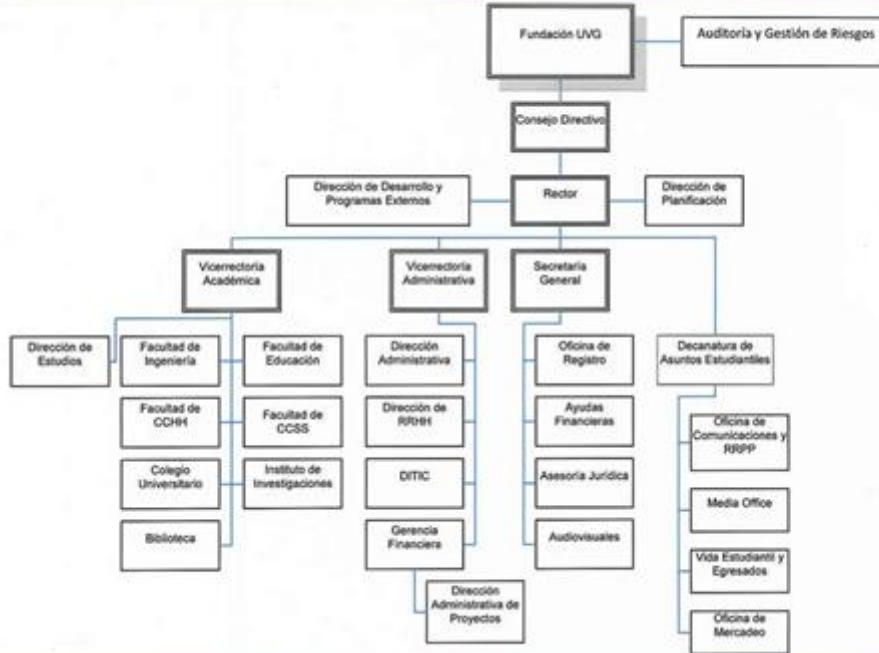 Fundación UVG
Auditoría y Gestión de Riesgos
Consejo Directivo
Dirección de Desarrollo y
Programas Externos
Rector
Dirección de
Planificación
Vicerrectoría
Académica
Vicerrectoría
Administrativa
Secretaría
General
Dirección de
Estudios
Facultad de
Ingeniería
Facultad de
Educación
Dirección
Administrativa
Oficina de
Registro
Decanatura de
Asuntos Estudiantiles
Facultad de
CCHH
Facultad de
CCSS
Dirección de
RRHH
Ayudas
Financieras
Oficina de
Comunicaciones y
RRPP
Colegio
Universitario
Instituto de
Investigaciones
DITIC
Asesoría Jurídica
Media Office
Biblioteca
Gerencia
Financiera
Audiovisuales
Vida Estudiantil y
Egresados
Dirección
Administrativa de
Proyectos
Oficina de
Mercadeo